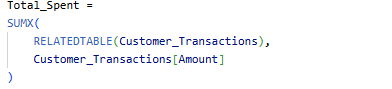 Total_Spent =
SUMX(
    RELATEDTABLE(Customer_Transactions),
    Customer_Transactions[Amount]
)